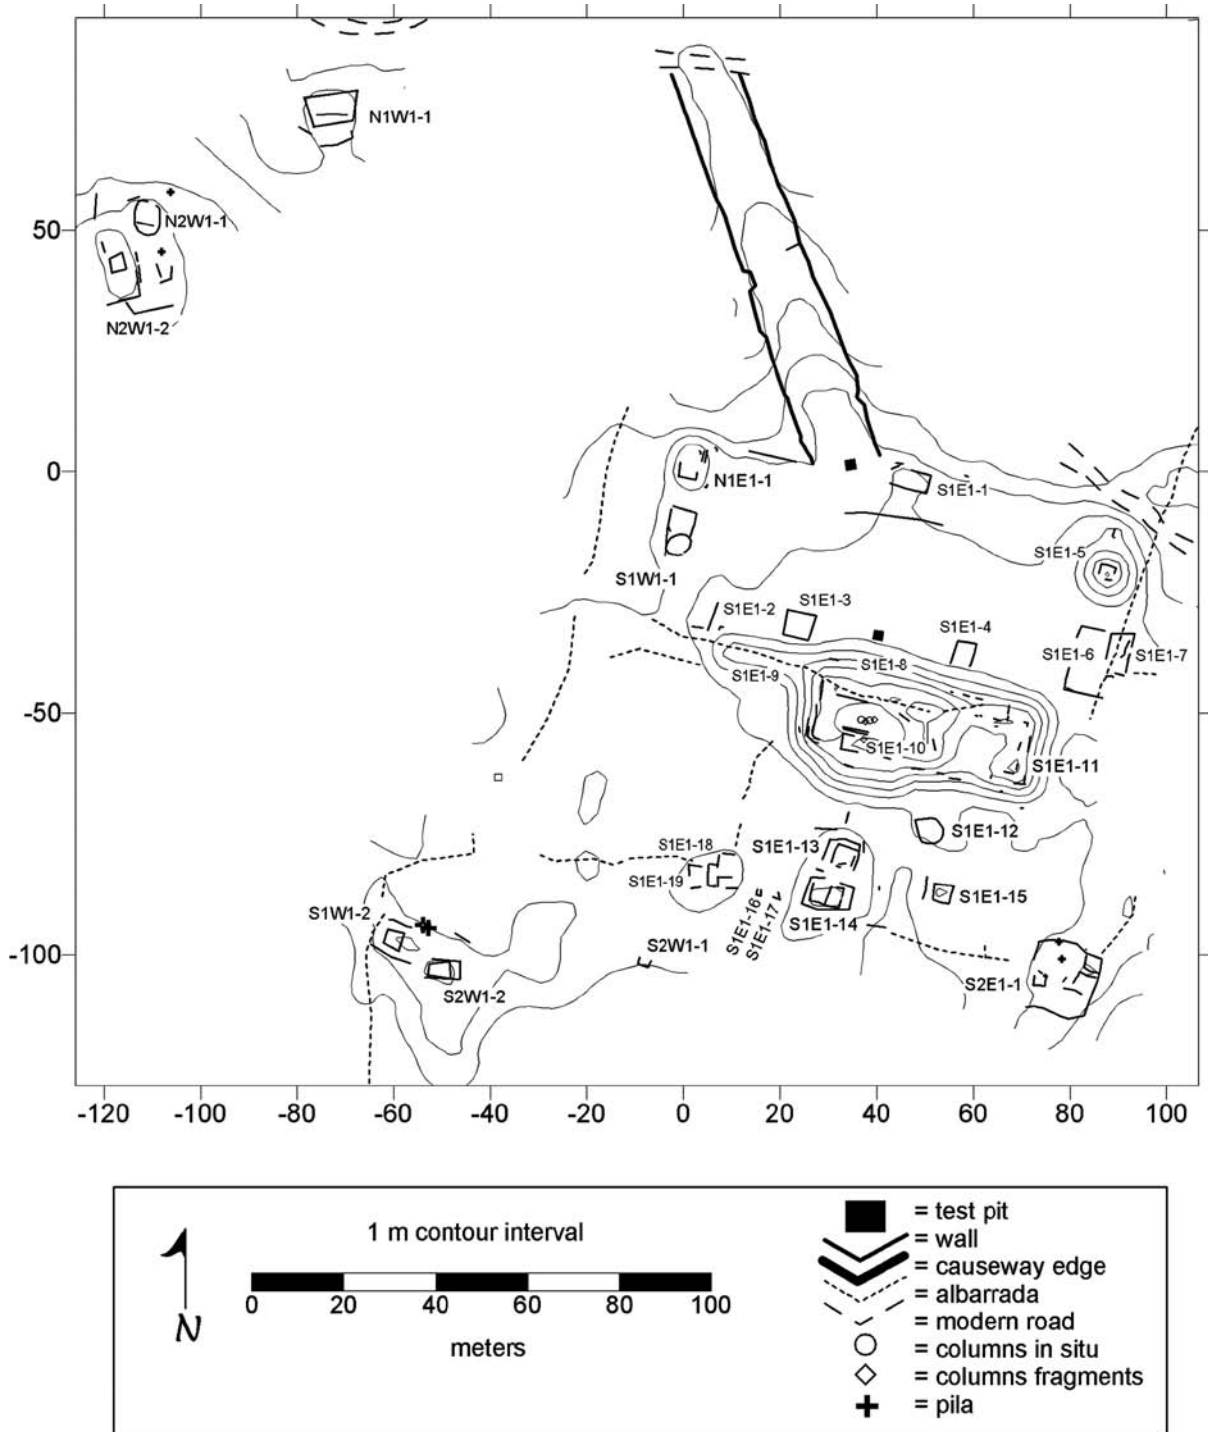 N1W1-1
N2W1-1
50
N2W1-2
0
N1E1-1
S1E1-1
S1E1-5
S1W1-1
S1E1-2
S1E1-3
S1E1-4
S1E1-6
S1E1-7
S1E1-8
S1E1-9
-50
S1E1-10
S1E1-11
S1E1-12
S1E1-18
S1E1-13
S1E1-19
S1E1-15
S1W1-2
S1E1-16
S1E1-17
S1E1-14
S2W1-1
-100
S2E1-1
S2W1-2
-120 -100 -80 -60 -40 -20 0 20 40 60 80 100
1 m contour interval
0 20 40 60 80 100
meters
N
= test pit
= wall
= causeway edge
= albarrada
= modern road
= columns in situ
= columns fragments
= pila